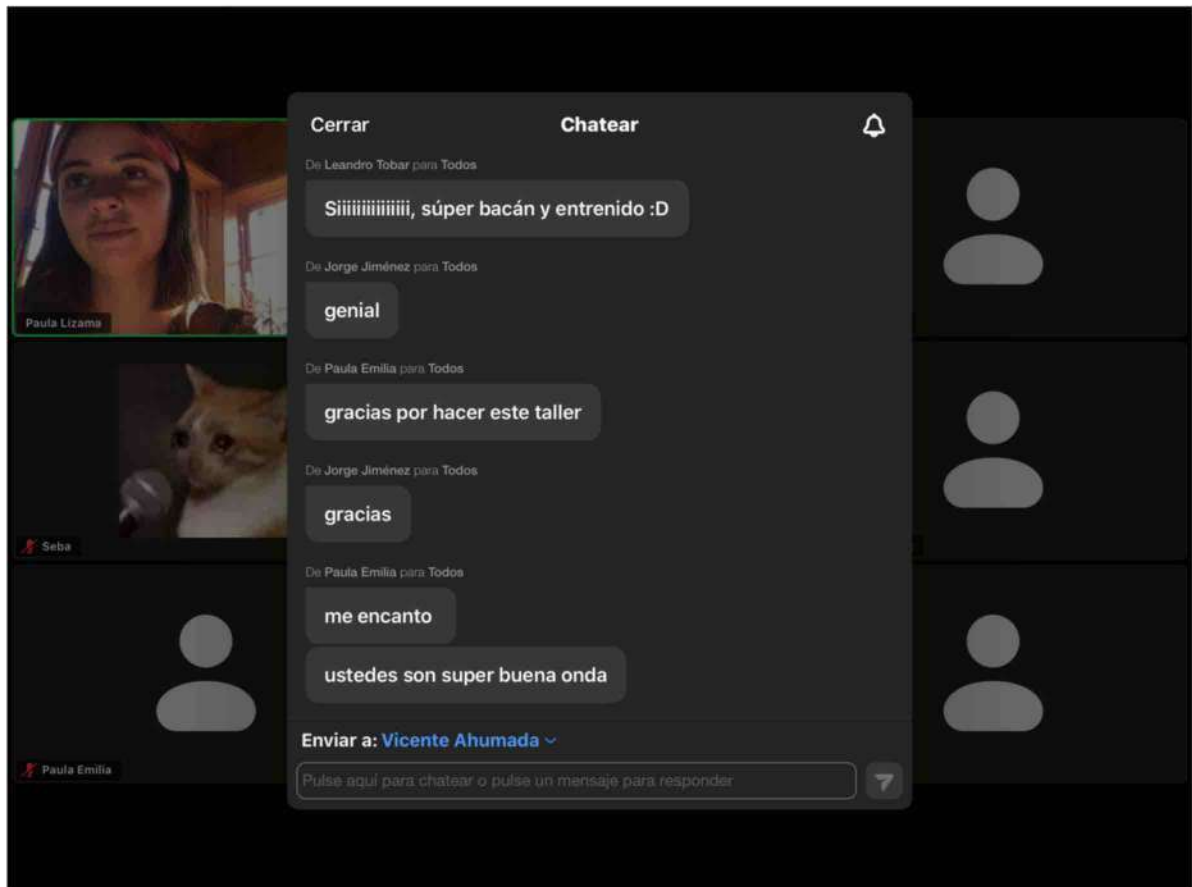 Cerrar
Chatear
De Leandro Tobar para Todos
Siiiiiiiiiiiiiii, súper bacán y entrenido :D
De Jorge Jiménez para Todos
genial
De Paula Emilia para Todos
gracias por hacer este taller
De Jorge Jiménez para Todos
gracias
De Paula Emilia para Todos
me encanto
ustedes son super buena onda
Enviar a: Vicente Ahumada
Pulse aquí para chatear o pulse un mensaje para responder
Paula Lizama
Seba
Paula Emilia